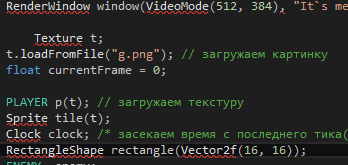 RenderWindow window(VideoMode(512, 384), "It`s me
Texture t;
t.loadFromFile("g.png"); // загружаем картинку
float currentFrame = 0;
PLAYER p(t); // загружаем текстуру
Sprite tile(t);
Clock clock; /* засекаем время с последнего тика(
RectangleShape rectangle(Vector2f(16, 16));